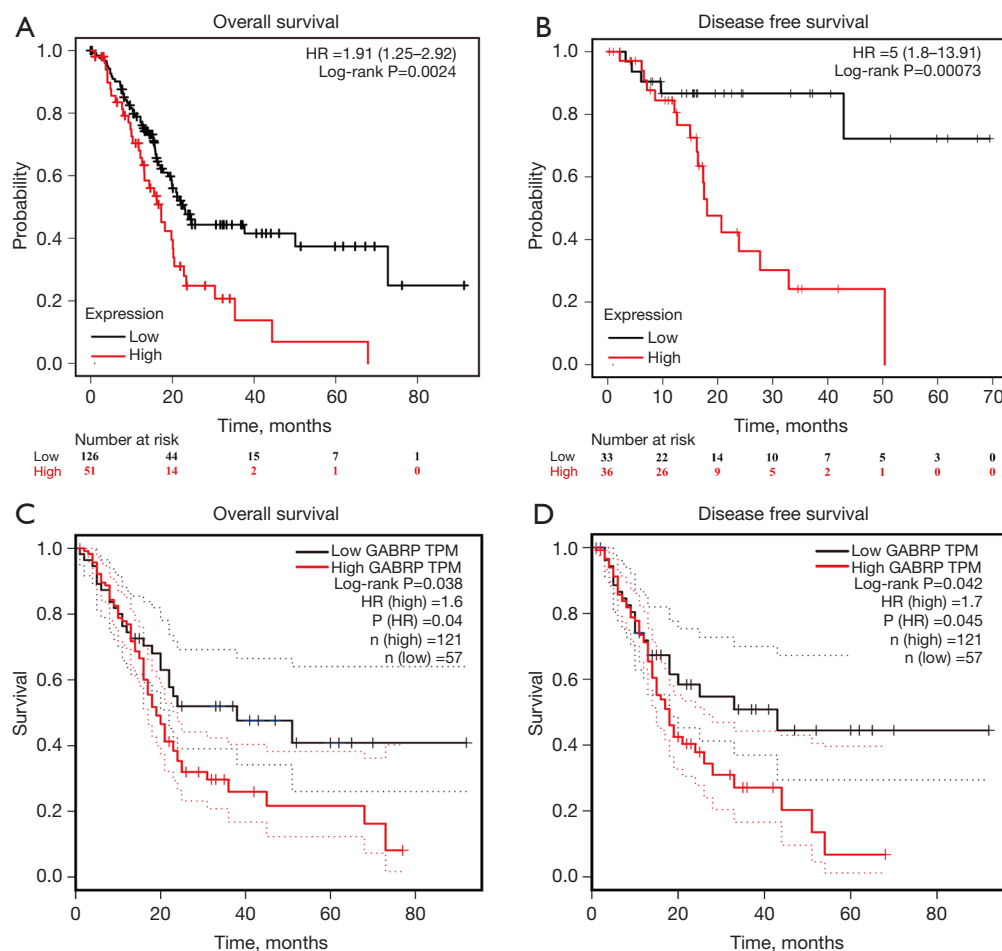 A
Overall survival
HR =1.91 (1.25–2.92)
Log-rank P=0.0024
Probability
1.0
0.8
0.6
0.4
0.2
0.0
Expression
Low
High
0 20 40 60 80
Time, months
Number at risk
Low 126 44 15 7 1
High 51 14 2 1 0
B
Disease free survival
HR =5 (1.8–13.91)
Log-rank P=0.00073
Probability
1.0
0.8
0.6
0.4
0.2
0.0
Expression
Low
High
0 10 20 30 40 50 60 70
Time, months
Number at risk
Low 33 22 14 10 7 5 3 0
High 36 26 9 5 2 1 0 0
C
Overall survival
Low GABRP TPM
High GABRP TPM
Log-rank P=0.038
HR (high) =1.6
P (HR) =0.04
n (high) =121
n (low) =57
Survival
1.0
0.8
0.6
0.4
0.2
0.0
0 20 40 60 80
Time, months
D
Disease free survival
Low GABRP TPM
High GABRP TPM
Log-rank P=0.042
HR (high) =1.7
P (HR) =0.045
n (high) =121
n (low) =57
Survival
1.0
0.8
0.6
0.4
0.2
0.0
0 20 40 60 80
Time, months